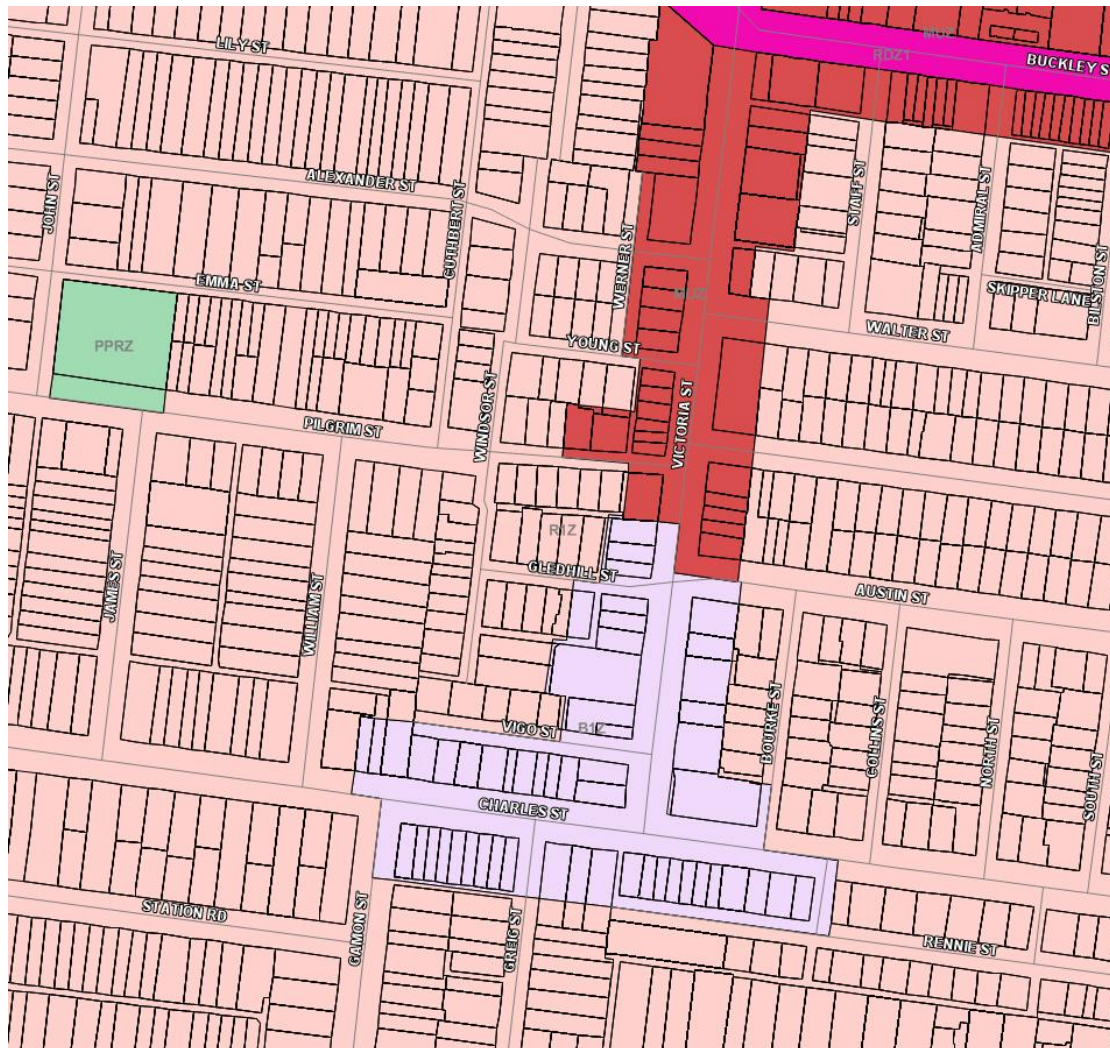 LILY ST
MUZ
RDZ1
BUCKLEY S
ALEXANDER ST
JOHN ST
CUTHBERT ST
WERNER ST
STAFF ST
ADMIRAL ST
BILSTON ST
EMMA ST
SKIPPER LANE
MUZ
PPRZ
YOUNG ST
WALTER ST
WINDSOR ST
VICTORIA ST
PILGRIM ST
R1Z
GLEDHILL ST
AUSTIN ST
JAMES ST
WILLIAM ST
BOURKE ST
COLLINS ST
NORTH ST
SOUTH ST
VIGO ST
B1Z
CHARLES ST
STATION RD
GAMON ST
GREIG ST
RENNIE ST